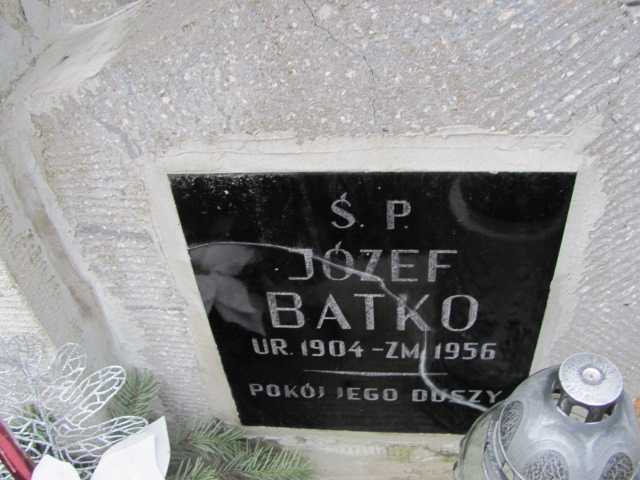 Ś. P.
JÓZEF
BATKO
UR. 1904 – ZM. 1956
POKÓJ JEGO DUSZY